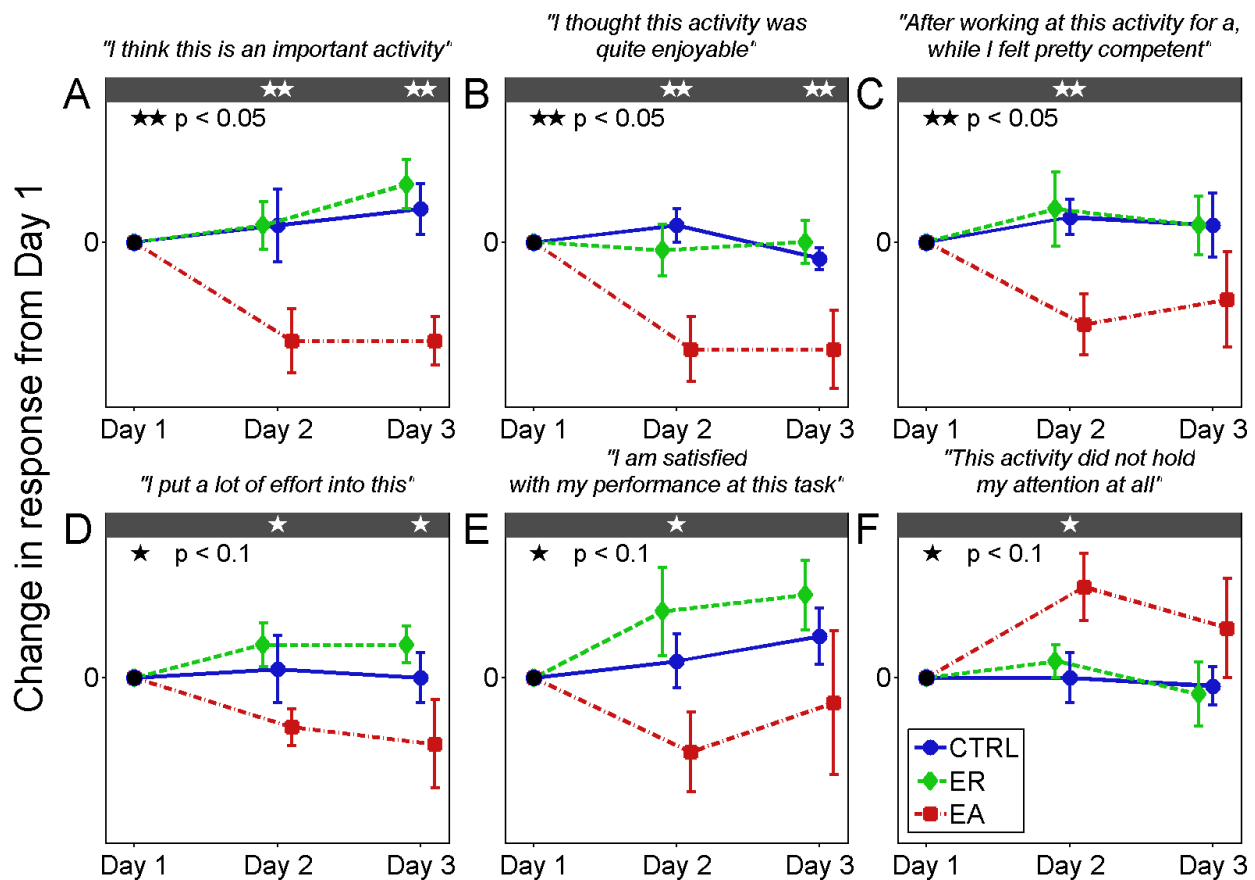 Change in response from Day 1
"I think this is an important activity"
A
★★ ★★
★★ p < 0.05
0
Day 1 Day 2 Day 3
"I thought this activity was
quite enjoyable"
B
★★ ★★
★★ p < 0.05
0
Day 1 Day 2 Day 3
"After working at this activity for a,
while I felt pretty competent"
C
★★
★★ p < 0.05
0
Day 1 Day 2 Day 3
"I put a lot of effort into this"
D
★ ★
★ p < 0.1
0
Day 1 Day 2 Day 3
"I am satisfied
with my performance at this task"
E
★
★ p < 0.1
0
Day 1 Day 2 Day 3
"This activity did not hold
my attention at all"
F
★
★ p < 0.1
0
CTRL
ER
EA
Day 1 Day 2 Day 3